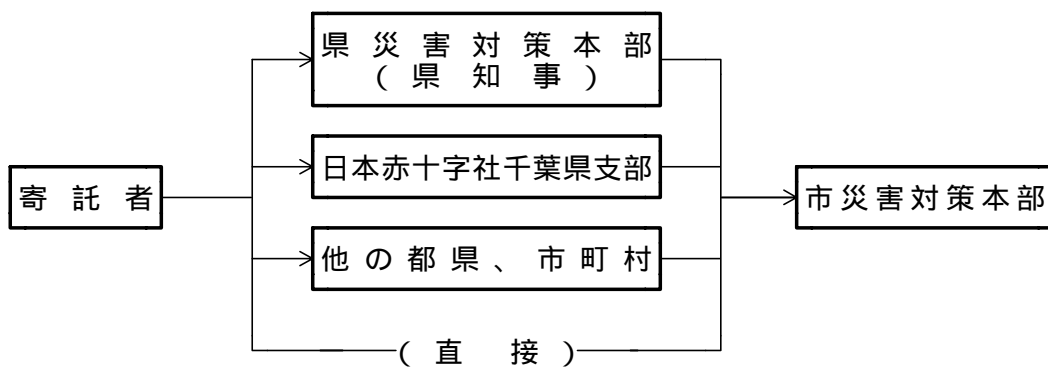 県災害対策本部
(県知事)
日本赤十字社千葉県支部
寄託者
市災害対策本部
他の都県、市町村
(直接)